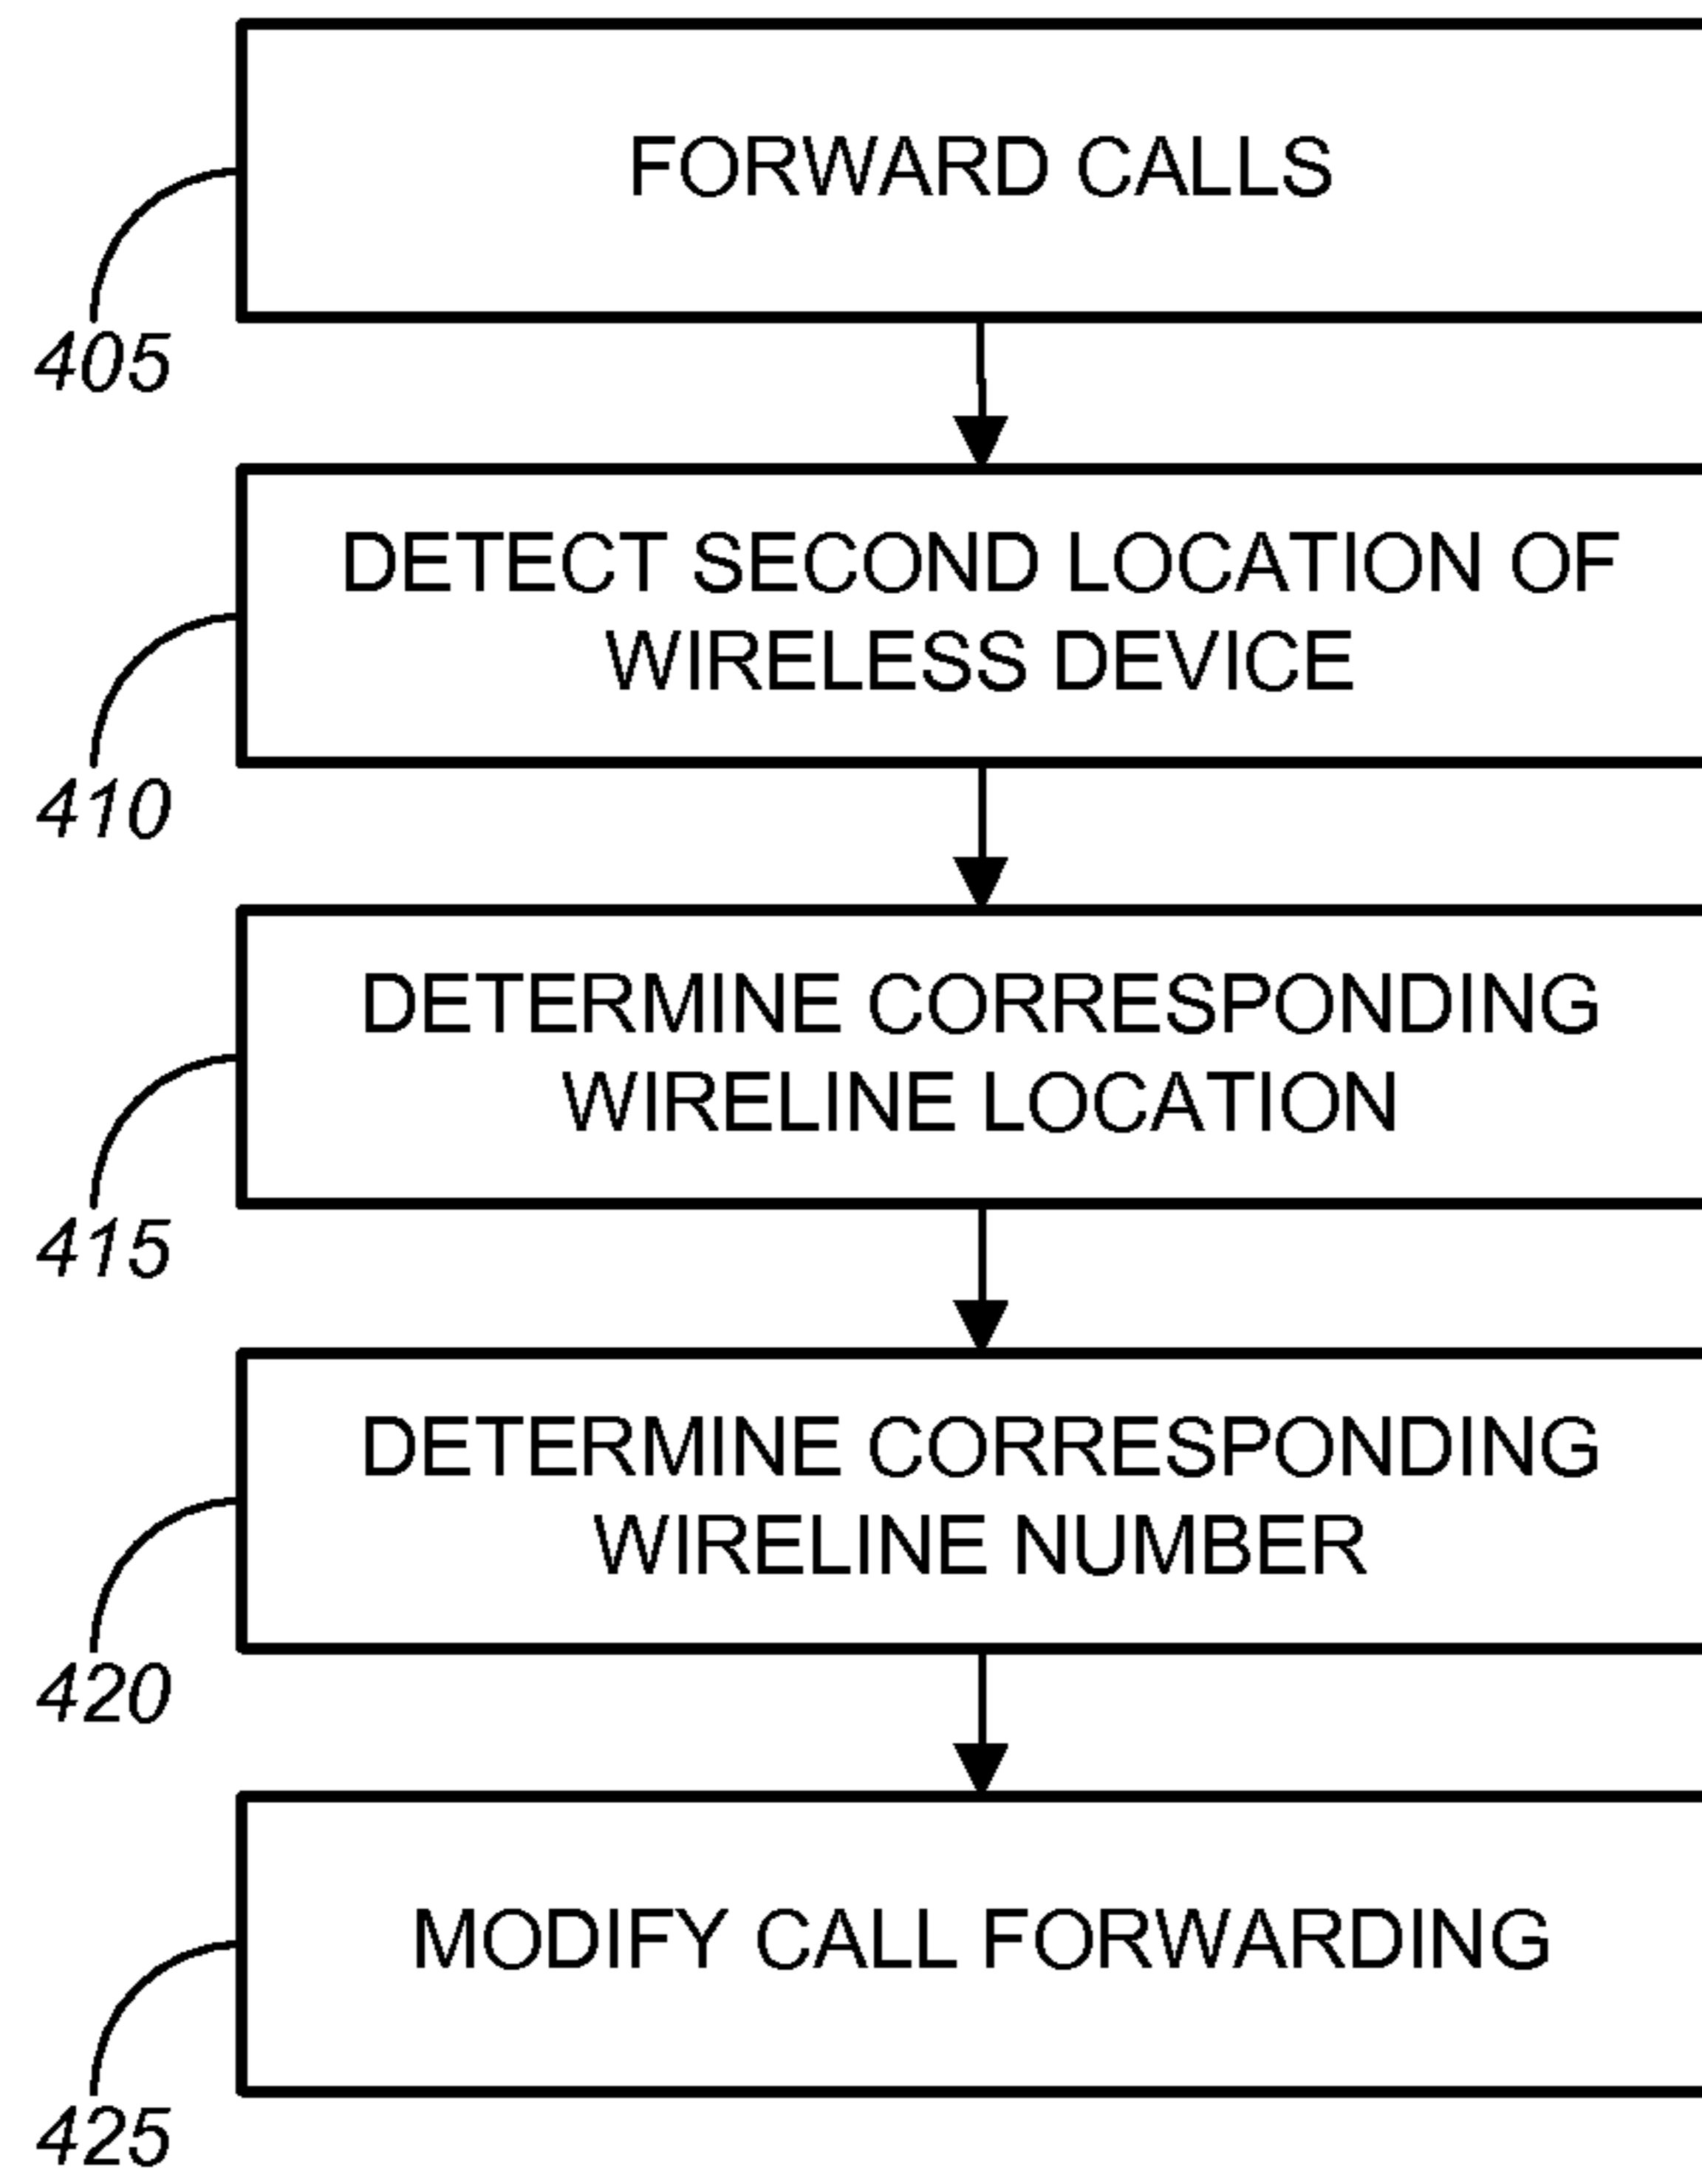 FORWARD CALLS
405
DETECT SECOND LOCATION OF
WIRELESS DEVICE
410
DETERMINE CORRESPONDING
WIRELINE LOCATION
415
DETERMINE CORRESPONDING
WIRELINE NUMBER
420
MODIFY CALL FORWARDING
425